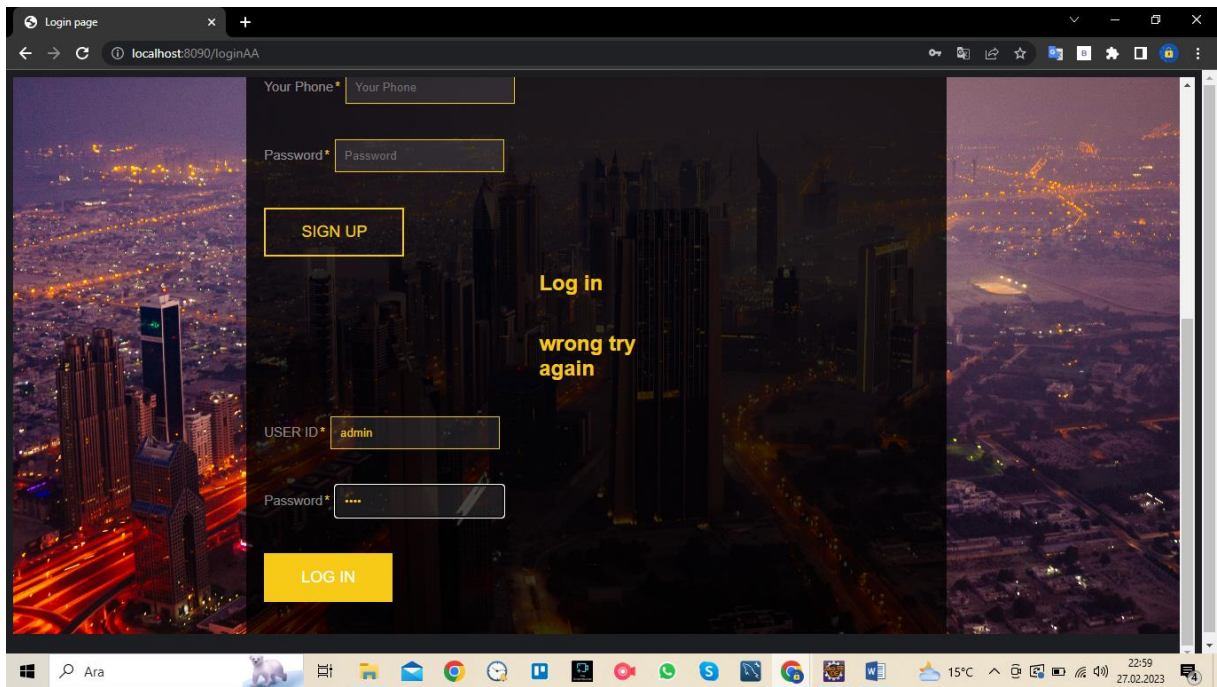 Login page
localhost:8090/loginAA
Your Phone* Your Phone
Password* Password
SIGN UP
Log in
wrong try
again
USER ID* admin
Password* ····
LOG IN
Ara
15°C
22:59
27.02.2023
4